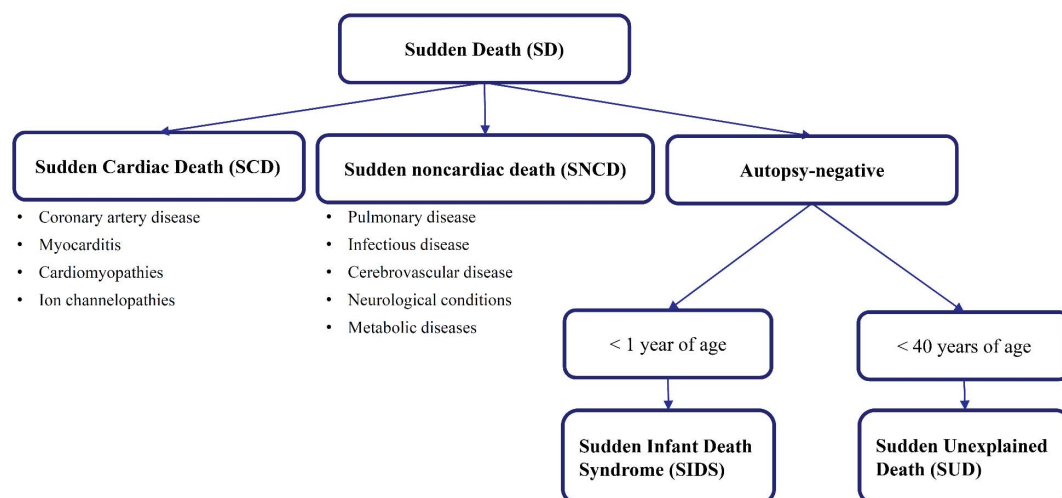 Sudden Death (SD)
Sudden Cardiac Death (SCD)
• Coronary artery disease
• Myocarditis
• Cardiomyopathies
• Ion channelopathies
Sudden noncardiac death (SNCD)
• Pulmonary disease
• Infectious disease
• Cerebrovascular disease
• Neurological conditions
• Metabolic diseases
Autopsy-negative
< 1 year of age
Sudden Infant Death
Syndrome (SIDS)
< 40 years of age
Sudden Unexplained
Death (SUD)